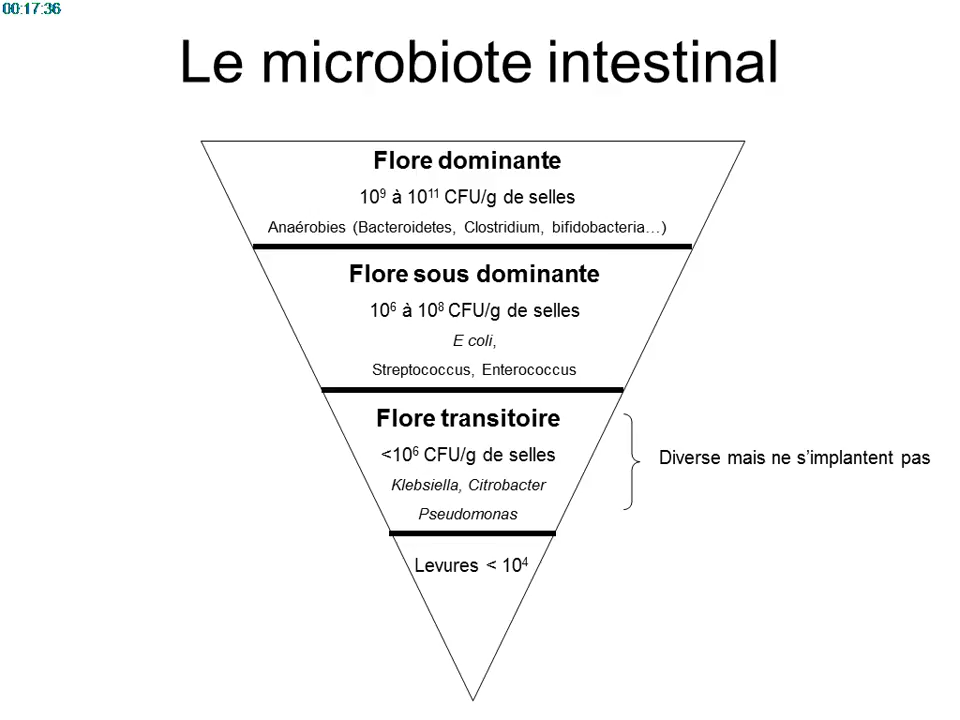 00:17:36
Le microbiote intestinal
Flore dominante
10⁹ à 10¹¹ CFU/g de selles
Anaérobies (Bacteroidetes, Clostridium, bifidobacteria…)
Flore sous dominante
10⁶ à 10⁸ CFU/g de selles
E coli,
Streptococcus, Enterococcus
Flore transitoire
<10⁶ CFU/g de selles
Klebsiella, Citrobacter
Pseudomonas
Diverse mais ne s’implantent pas
Levures < 10⁴